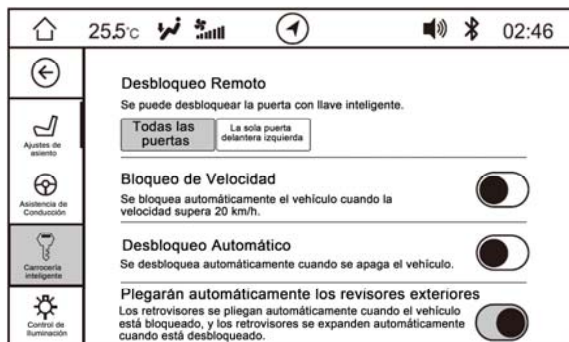 25.5°c 02:46
Desbloqueo Remoto
Se puede desbloquear la puerta con llave inteligente.
Todas las
puertas
La sola puerta
delantera izquierda
Ajustes de
asiento
Bloqueo de Velocidad
Se bloquea automáticamente el vehículo cuando la
velocidad supera 20 km/h.
Asistencia de
Conducción
Desbloqueo Automático
Se desbloquea automáticamente cuando se apaga el vehículo.
Carrocería
inteligente
Plegarán automáticamente los revisores exteriores
Los retrovisores se pliegan automáticamente cuando el vehículo
está bloqueado, y los retrovisores se expanden automáticamente
cuando está desbloqueado.
Control de
Iluminación